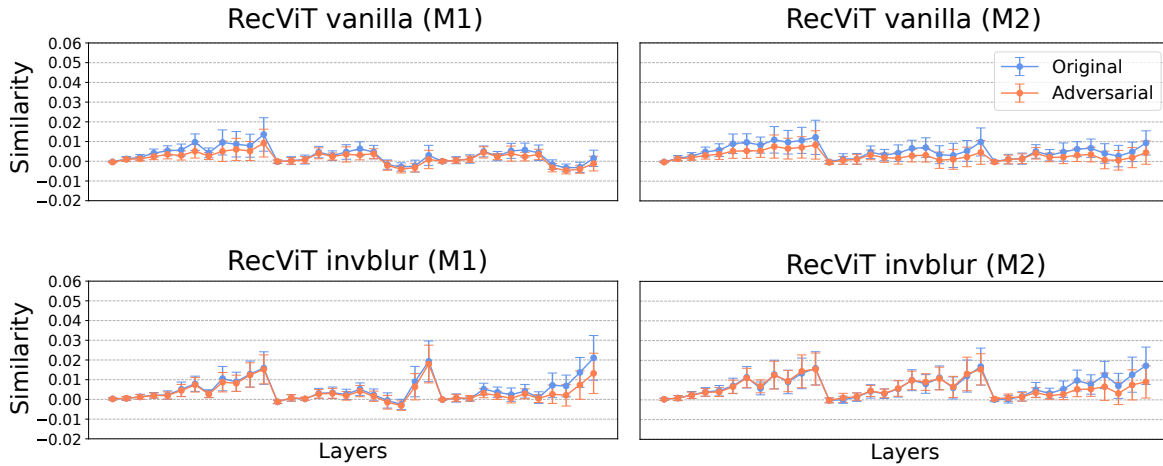 RecViT vanilla (M1)
RecViT vanilla (M2)
Similarity
0.06
0.05
0.04
0.03
0.02
0.01
0.00
−0.01
−0.02
Original
Adversarial
RecViT invblur (M1)
RecViT invblur (M2)
Similarity
0.06
0.05
0.04
0.03
0.02
0.01
0.00
−0.01
−0.02
Layers
Layers